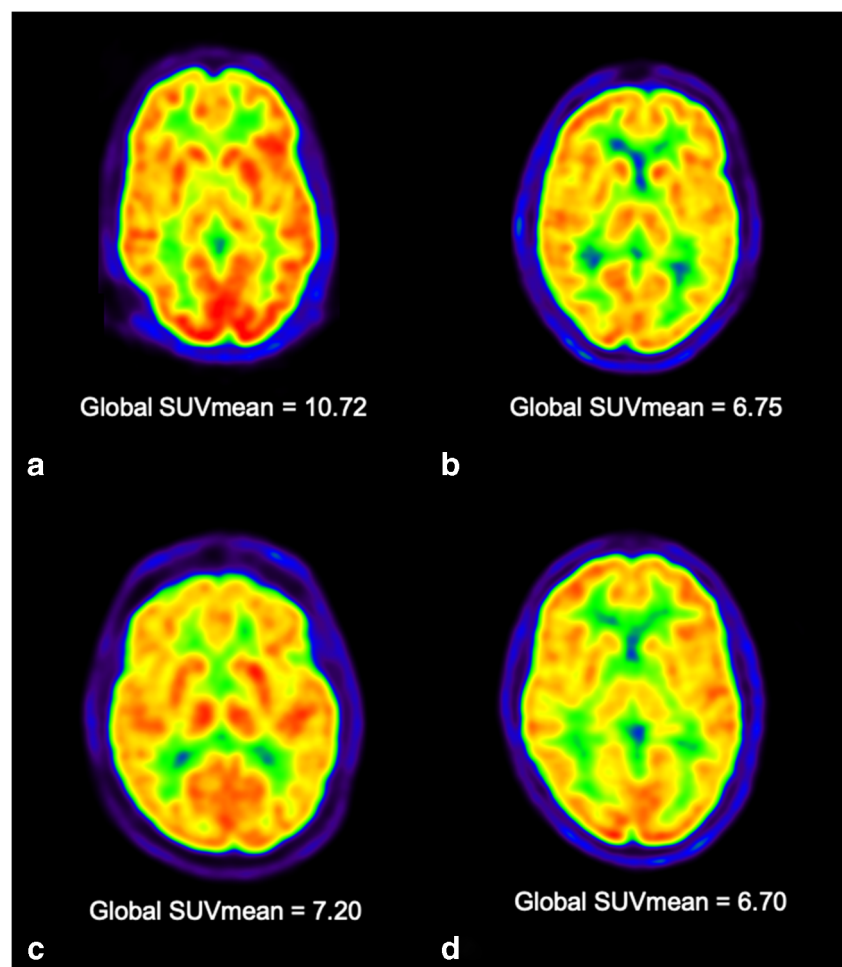 Global SUVmean = 10.72
Global SUVmean = 6.75
a
b
Global SUVmean = 7.20
Global SUVmean = 6.70
c
d